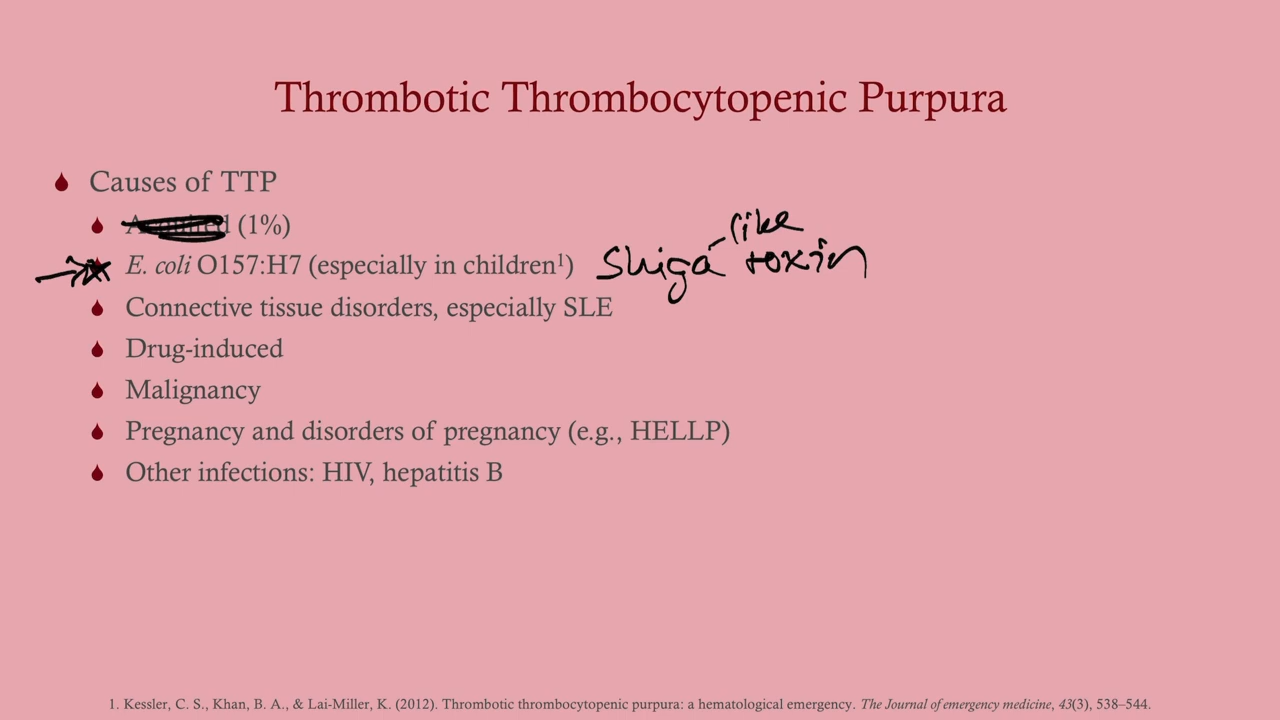 Thrombotic Thrombocytopenic Purpura
Causes of TTP
(1%)
E. coli O157:H7 (especially in children¹) Shiga-like toxin
Connective tissue disorders, especially SLE
Drug-induced
Malignancy
Pregnancy and disorders of pregnancy (e.g., HELLP)
Other infections: HIV, hepatitis B
1. Kessler, C. S., Khan, B. A., & Lai-Miller, K. (2012). Thrombotic thrombocytopenic purpura: a hematological emergency. The Journal of emergency medicine, 43(3), 538–544.